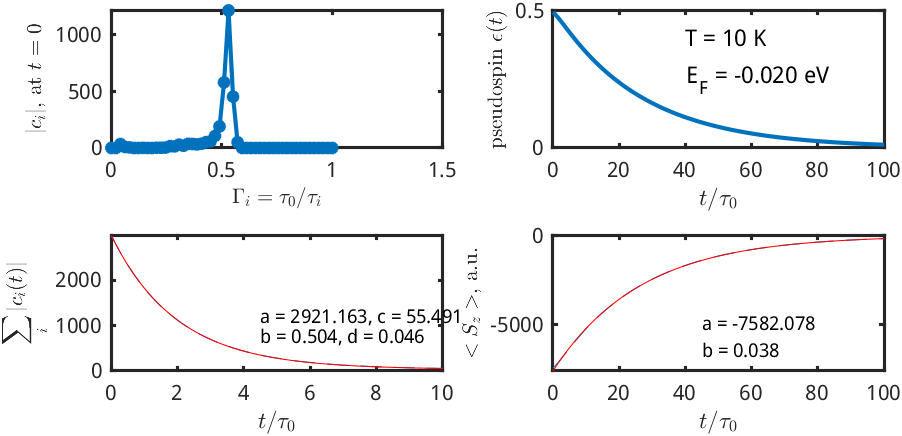 |c_i|, at t = 0
1000
500
0
0
0.5
1
1.5
Γ_i = τ_0/τ_i
pseudospin ϵ(t)
0.5
0
T = 10 K
E_F = -0.020 eV
0
20
40
60
80
100
t/τ_0
∑_i |c_i(t)|
2000
1000
0
a = 2921.163, c = 55.491
b = 0.504, d = 0.046
0
2
4
6
8
10
t/τ_0
< S_z >, a.u.
0
-5000
a = -7582.078
b = 0.038
0
20
40
60
80
100
t/τ_0